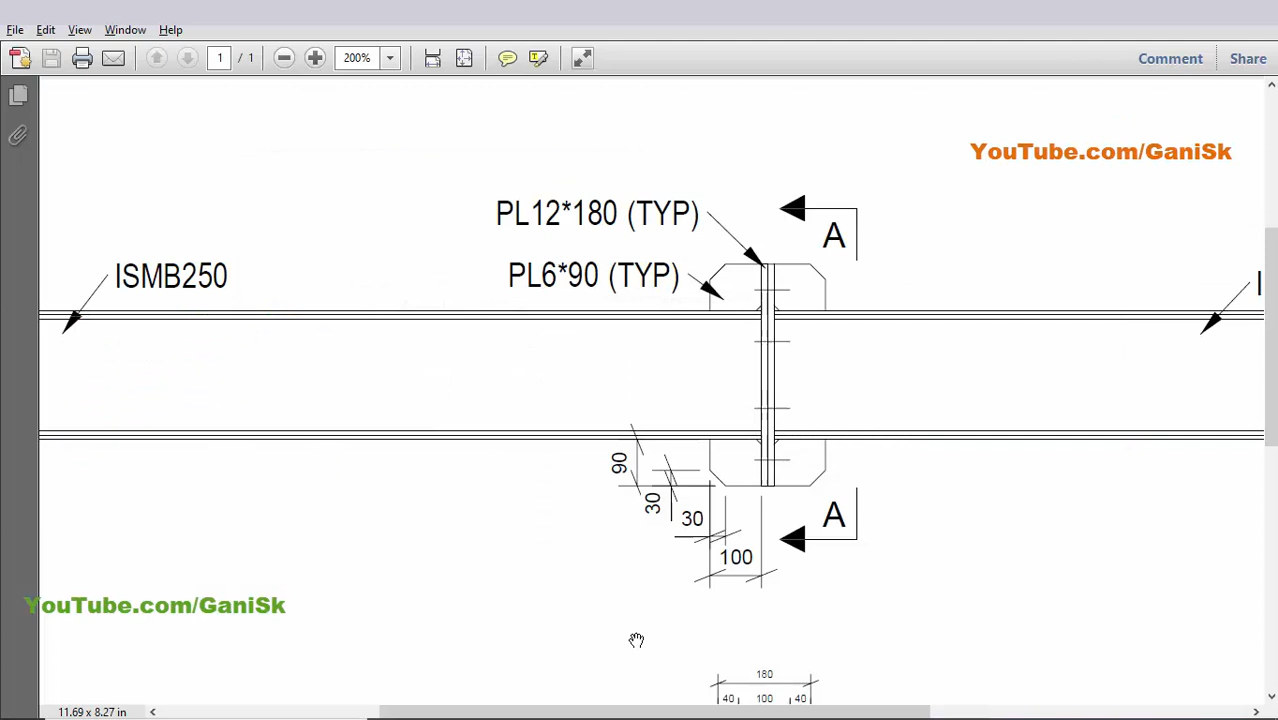 File Edit View Window Help
1 / 1 200% Comment Share
YouTube.com/GaniSk
PL12*180 (TYP)
A
ISMB250
PL6*90 (TYP)
I
90
30
30
A
100
YouTube.com/GaniSk
180
40 100 40
11.69 x 8.27 in